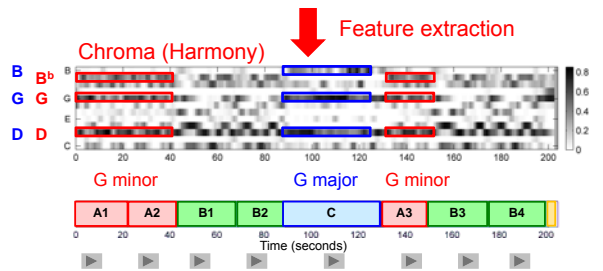 Feature extraction
Chroma (Harmony)
B B♭ B
G G G
E
D D
C
0.8
0.6
0.4
0.2
0
0 20 40 60 80 100 120 140 160 180 200
G minor G major G minor
A1 A2 B1 B2 C A3 B3 B4
0 20 40 60 80 100 120 140 160 180 200
Time (seconds)